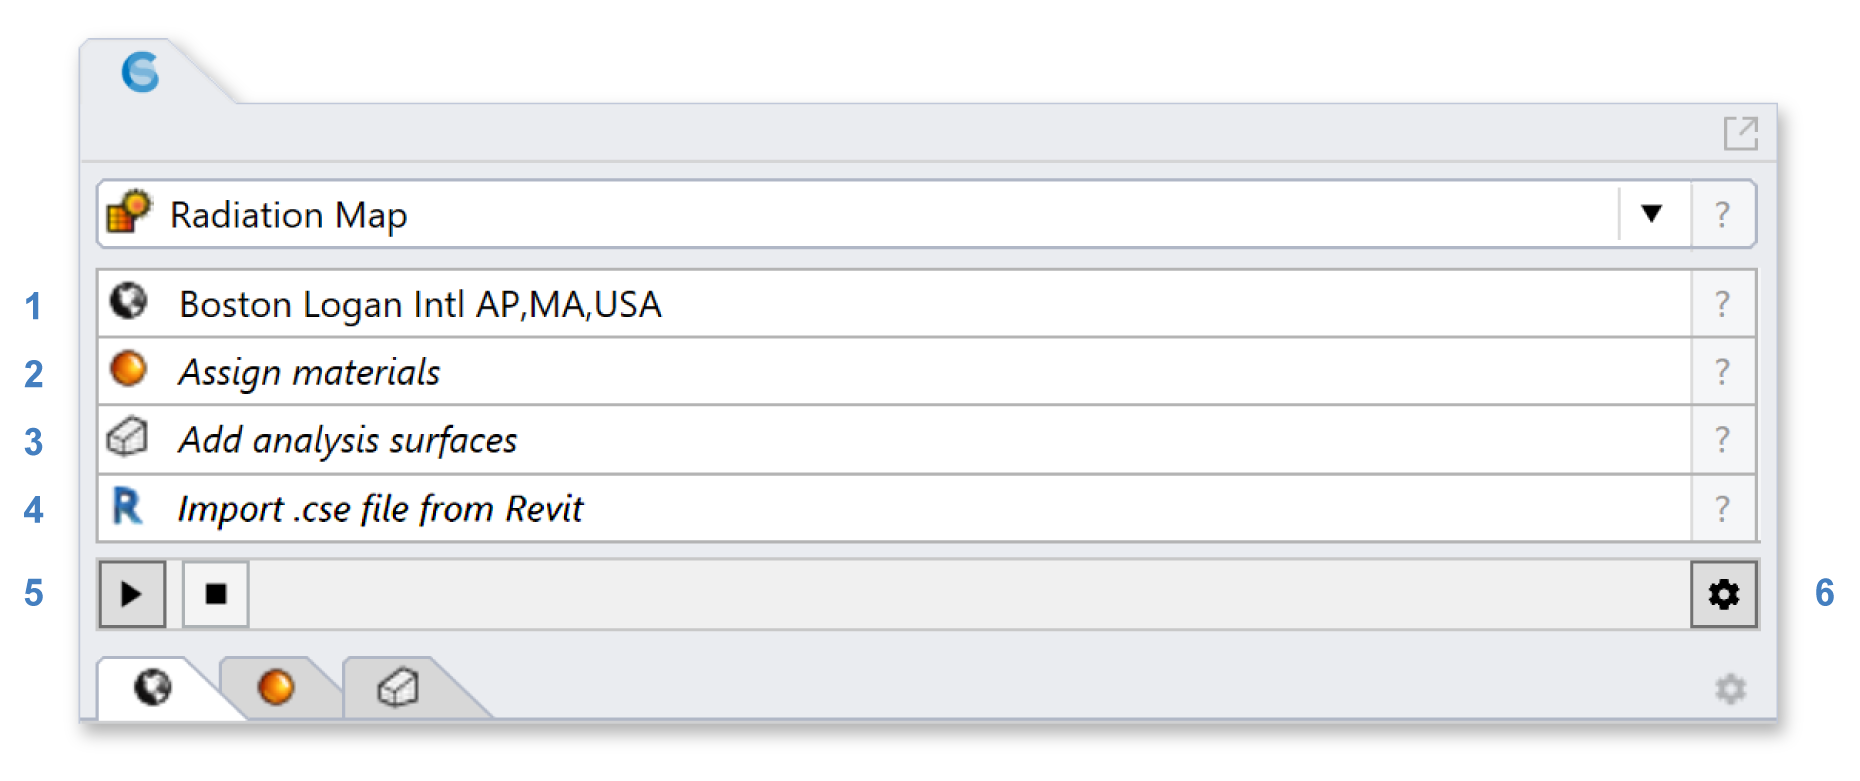 Radiation Map ?
1 Boston Logan Intl AP,MA,USA ?
2 Assign materials ?
3 Add analysis surfaces ?
4 R Import .cse file from Revit ?
5 6